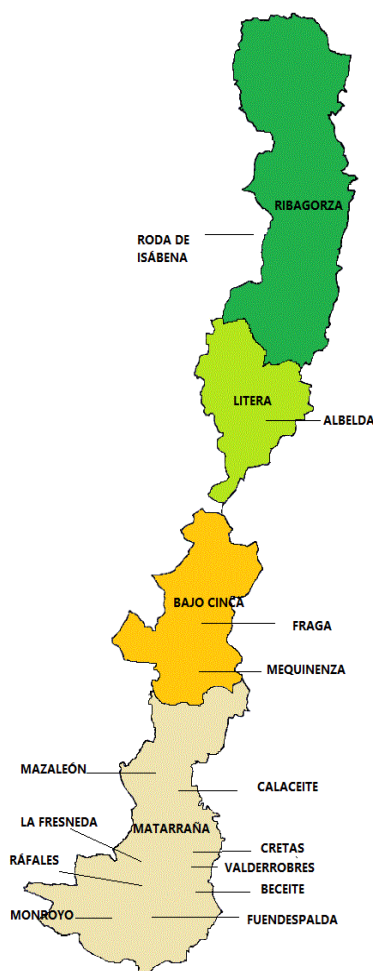 RIBAGORZA
RODA DE
ISÁBENA
LITERA
ALBELDA
BAJO CINCA
FRAGA
MEQUINENZA
MAZALEÓN
CALACEITE
LA FRESNEDA
MATARRAÑA
CRETAS
RÁFALES
VALDERROBRES
BECEITE
MONROYO
FUENDESPALDA